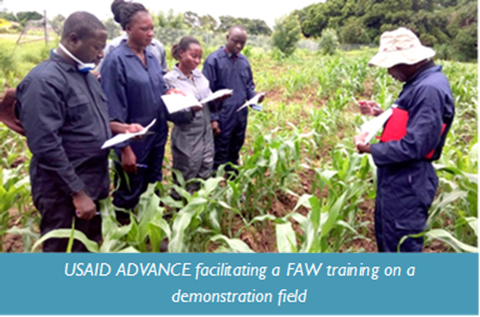 USAID ADVANCE facilitating a FAW training on a
demonstration field